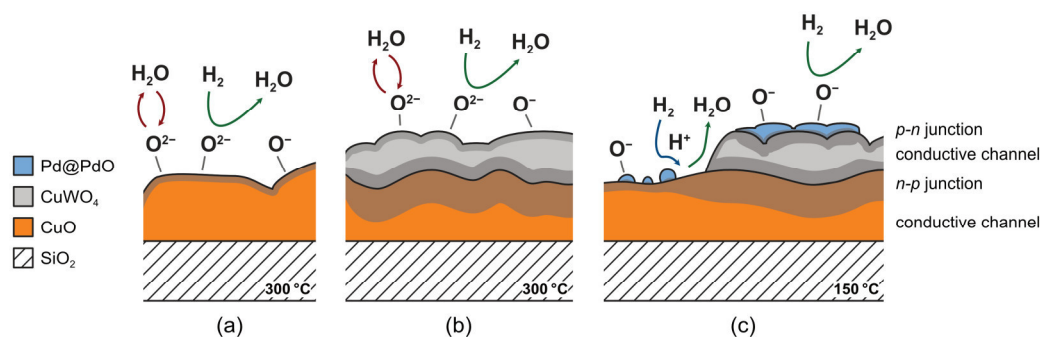 Pd@PdO
CuWO₄
CuO
SiO₂
H₂O
H₂
H₂O
O²⁻
O²⁻
O⁻
300 °C
(a)
H₂O
H₂
H₂O
O²⁻
O²⁻
O⁻
300 °C
(b)
H₂
H₂O
O⁻
O⁻
H₂
H₂O
H⁺
O⁻
150 °C
(c)
p-n junction
conductive channel
n-p junction
conductive channel